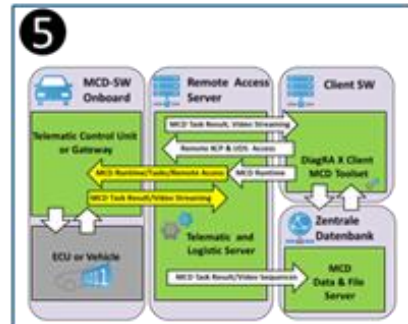 5
MCD-SW
Onboard
Remote Access
Server
Client SW
Telematic Control Unit
or Gateway
MCD Task Result, Video Streaming
Remote XCP & UDS Access
MCD Runtime/Tasks/Remote Access
MCD Runtime
DiagRA X Client
MCD Toolset
MCD Task Result/Video Streaming
Zentrale
Datenbank
Telematic and
Logistic Server
ECU or Vehicle
MCD Task Result/Video Sequences
MCD
Data & File
Server